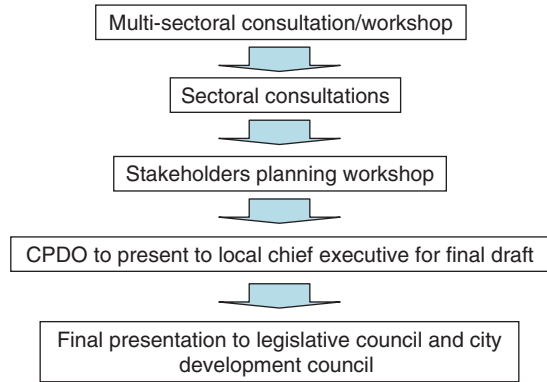 Multi-sectoral consultation/workshop
Sectoral consultations
Stakeholders planning workshop
CPDO to present to local chief executive for final draft
Final presentation to legislative council and city
development council